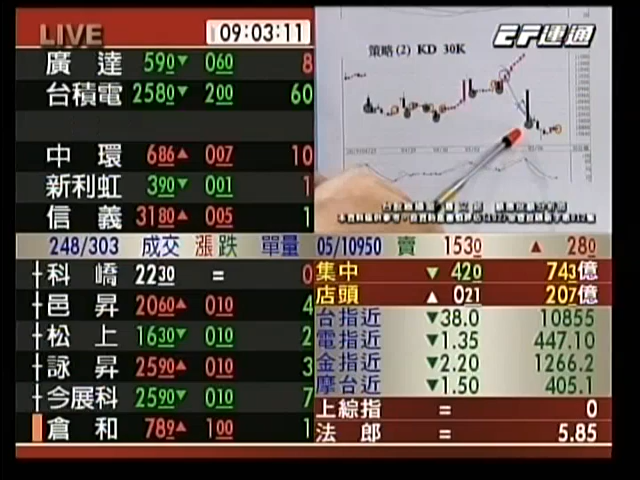 LIVE 09:03:11
廣達 590▼ 060 8
台積電 2580▼ 200 60
中環 686▲ 007 10
新利虹 390▼ 001 1
信義 3180▲ 005 1
248/303 成交 漲跌 單量
科嶠 2230 = 0
邑昇 2060▲ 010 4
松上 1630▼ 010 2
詠昇 2590▲ 010 3
今展科 2590▼ 010 7
倉和 789▲ 100 1
運通
策略(2) KD 30K
05/10950 賣 1530 ▲ 280
集中 ▼ 420 743億
店頭 ▲ 021 207億
台指近 ▼38.0 10855
電指近 ▼1.35 447.10
金指近 ▼2.20 1266.2
摩台近 ▼1.50 405.1
上綜指 = 0
法郎 = 5.85